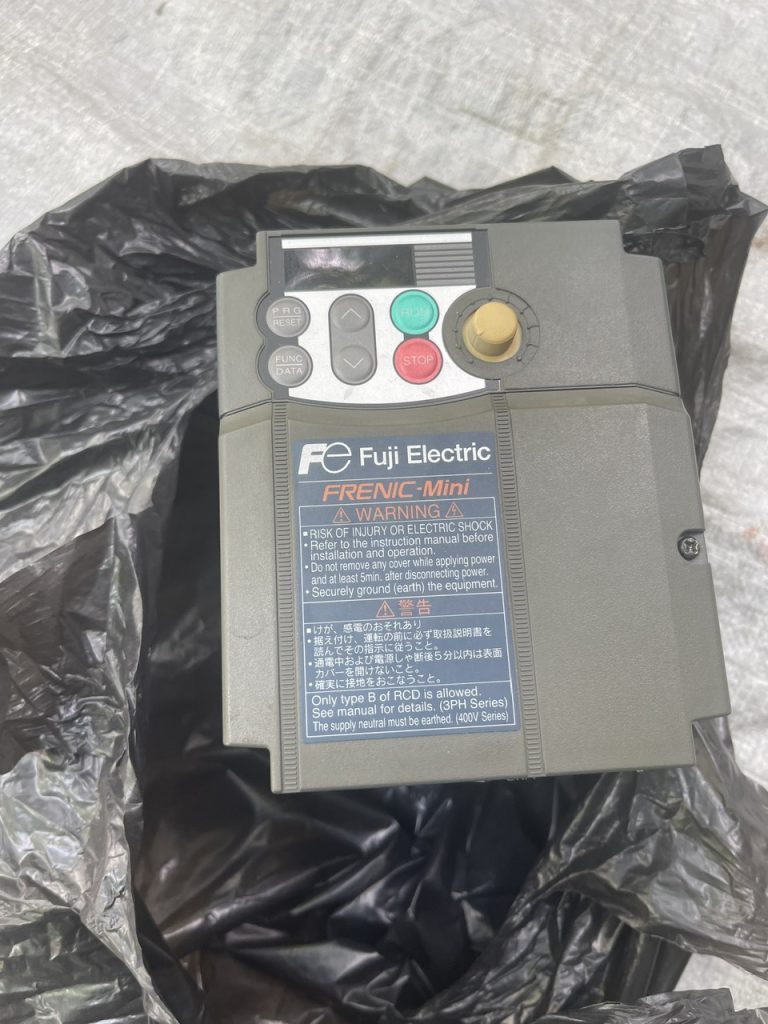 PRG
RESET
FUNC
DATA
RUN
STOP
Fe Fuji Electric
FRENIC-Mini
⚠ WARNING ⚠
■ RISK OF INJURY OR ELECTRIC SHOCK
• Refer to the instruction manual before
installation and operation.
• Do not remove any cover while applying power
and at least 5min. after disconnecting power.
• Securely ground (earth) the equipment.
⚠ 警告
■ けが、感電のおそれあり
• 据え付け、運転の前に必ず取扱説明書を
読んでその指示に従うこと。
• 通電中および電源しゃ断後5分以内は表面
カバーを開けないこと。
• 確実に接地をおこなうこと。
Only type B of RCD is allowed.
See manual for details. (3PH Series)
The supply neutral must be earthed. (400V Series)